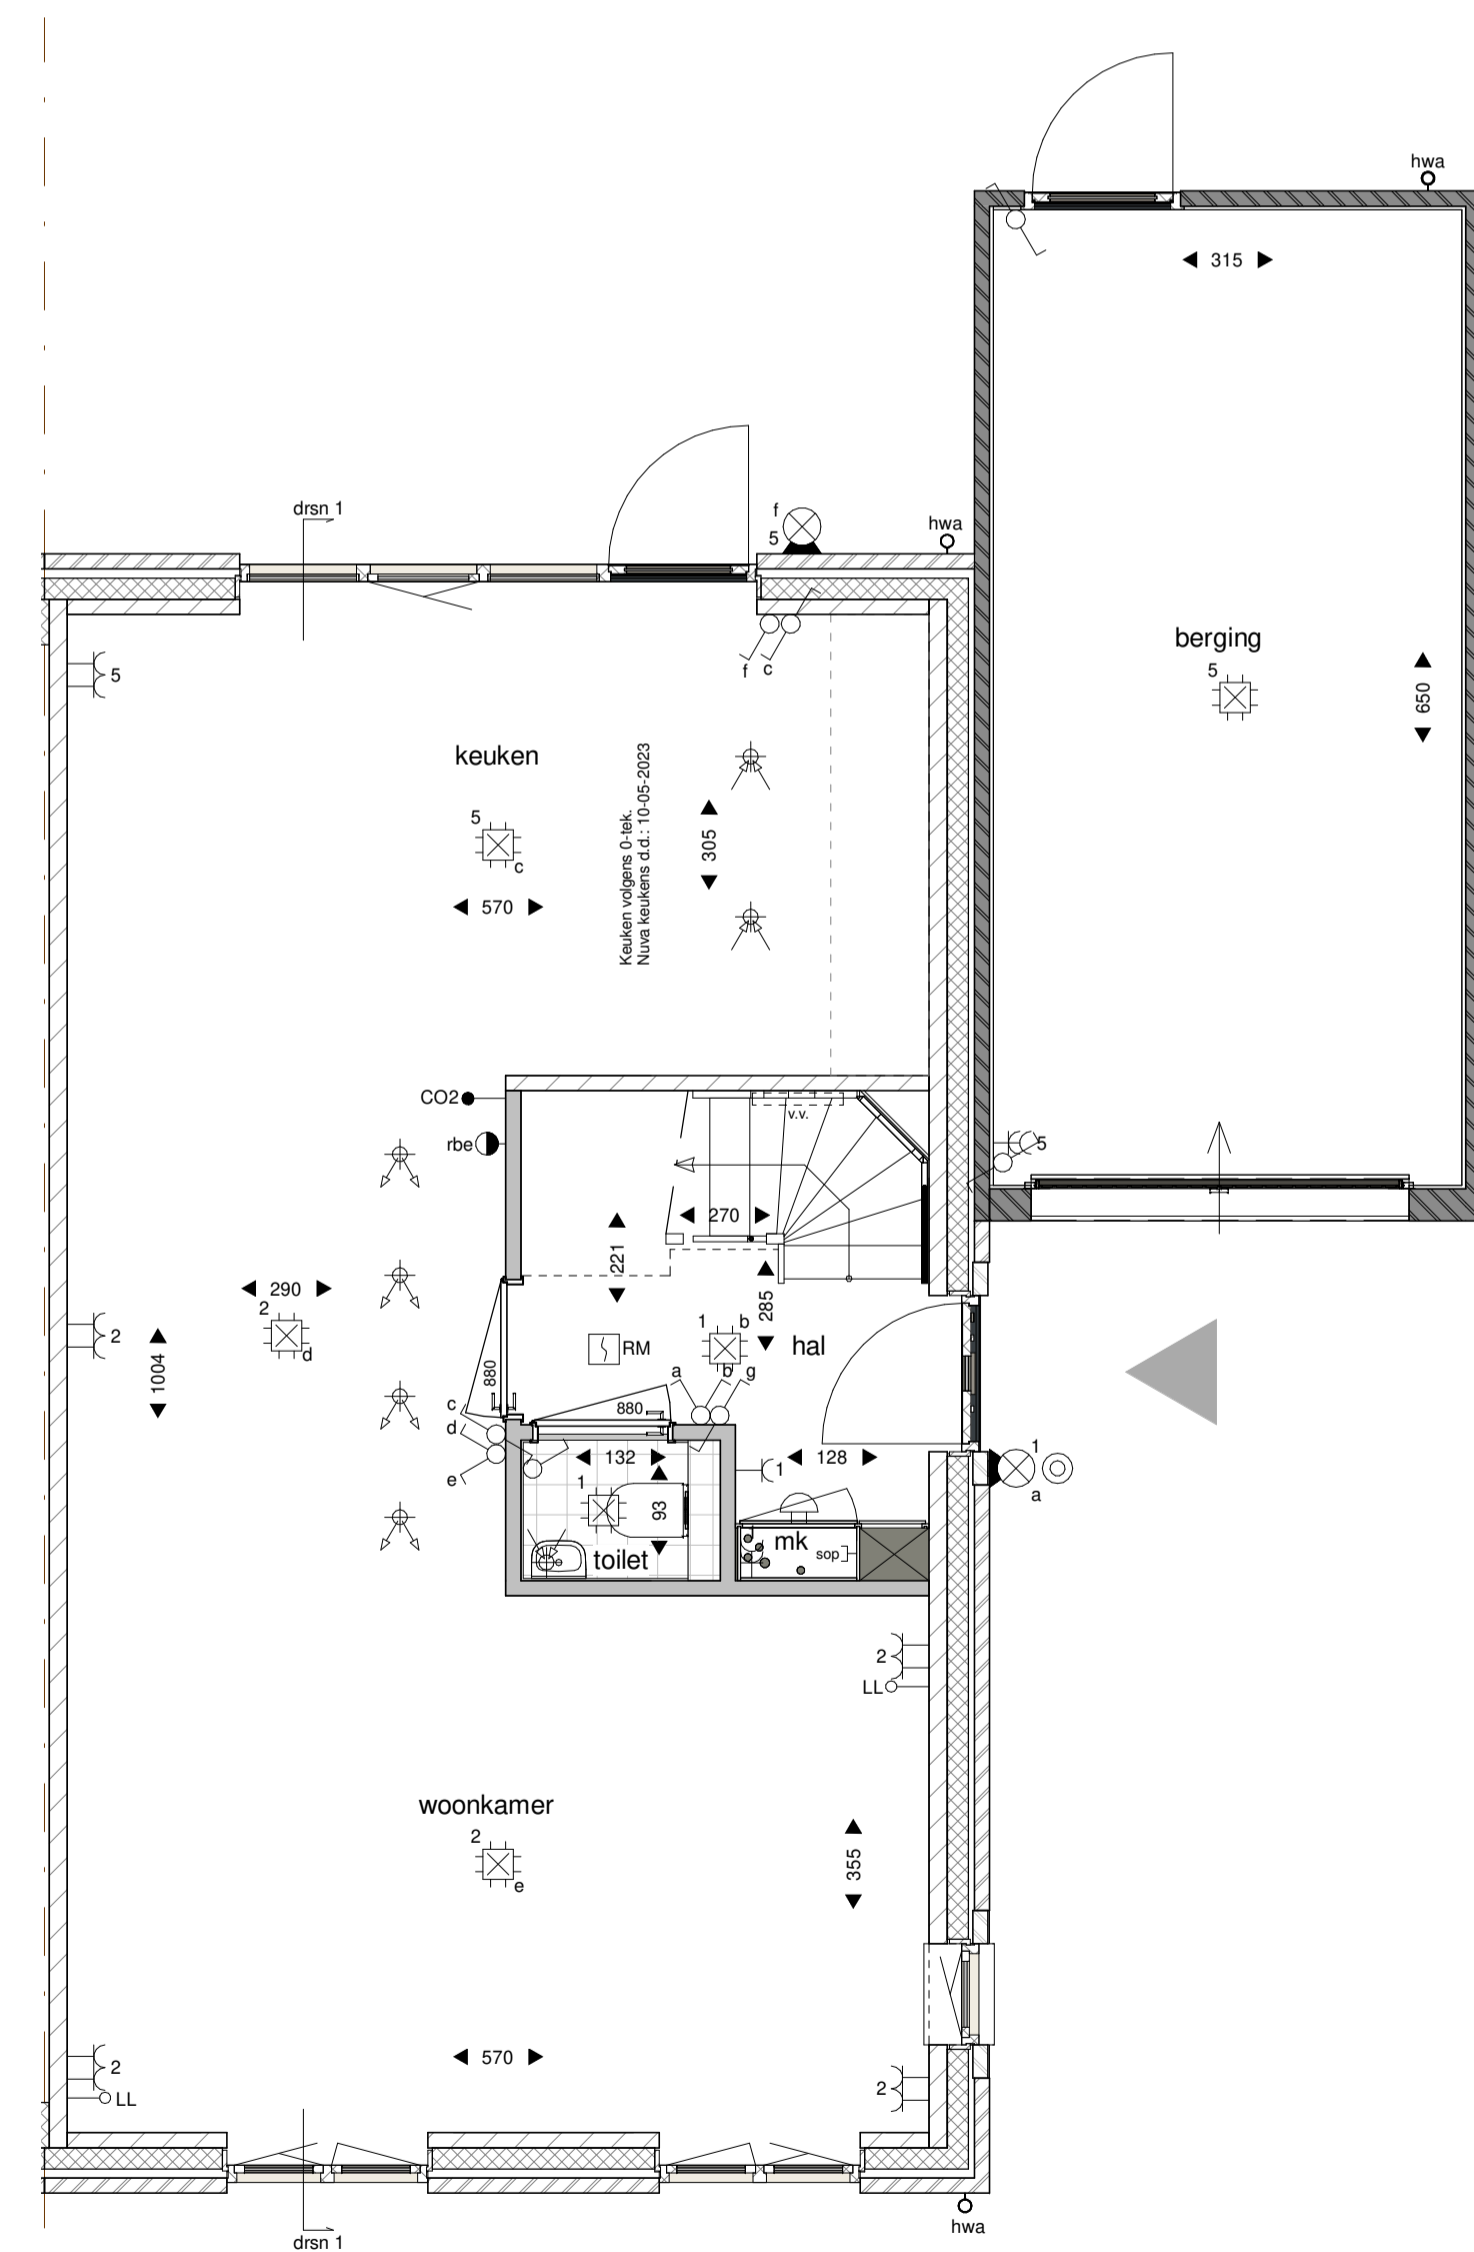 hwa
315
drsn 1
f
5
hwa
f c
5
berging
5
650
keuken
5
c
570
Keuken volgens 0-tek.
Nuva keukens d.d.: 10-05-2023
305
CO2
rbe
v.v.
5
270
221
285
290
2
d
2
1004
RM
1 b
hal
a b g
880
880
c
d
e
132
1
93
toilet
1
128
mk
sop
1
a
2
LL
woonkamer
2
e
355
570
2
LL
2
hwa
drsn 1